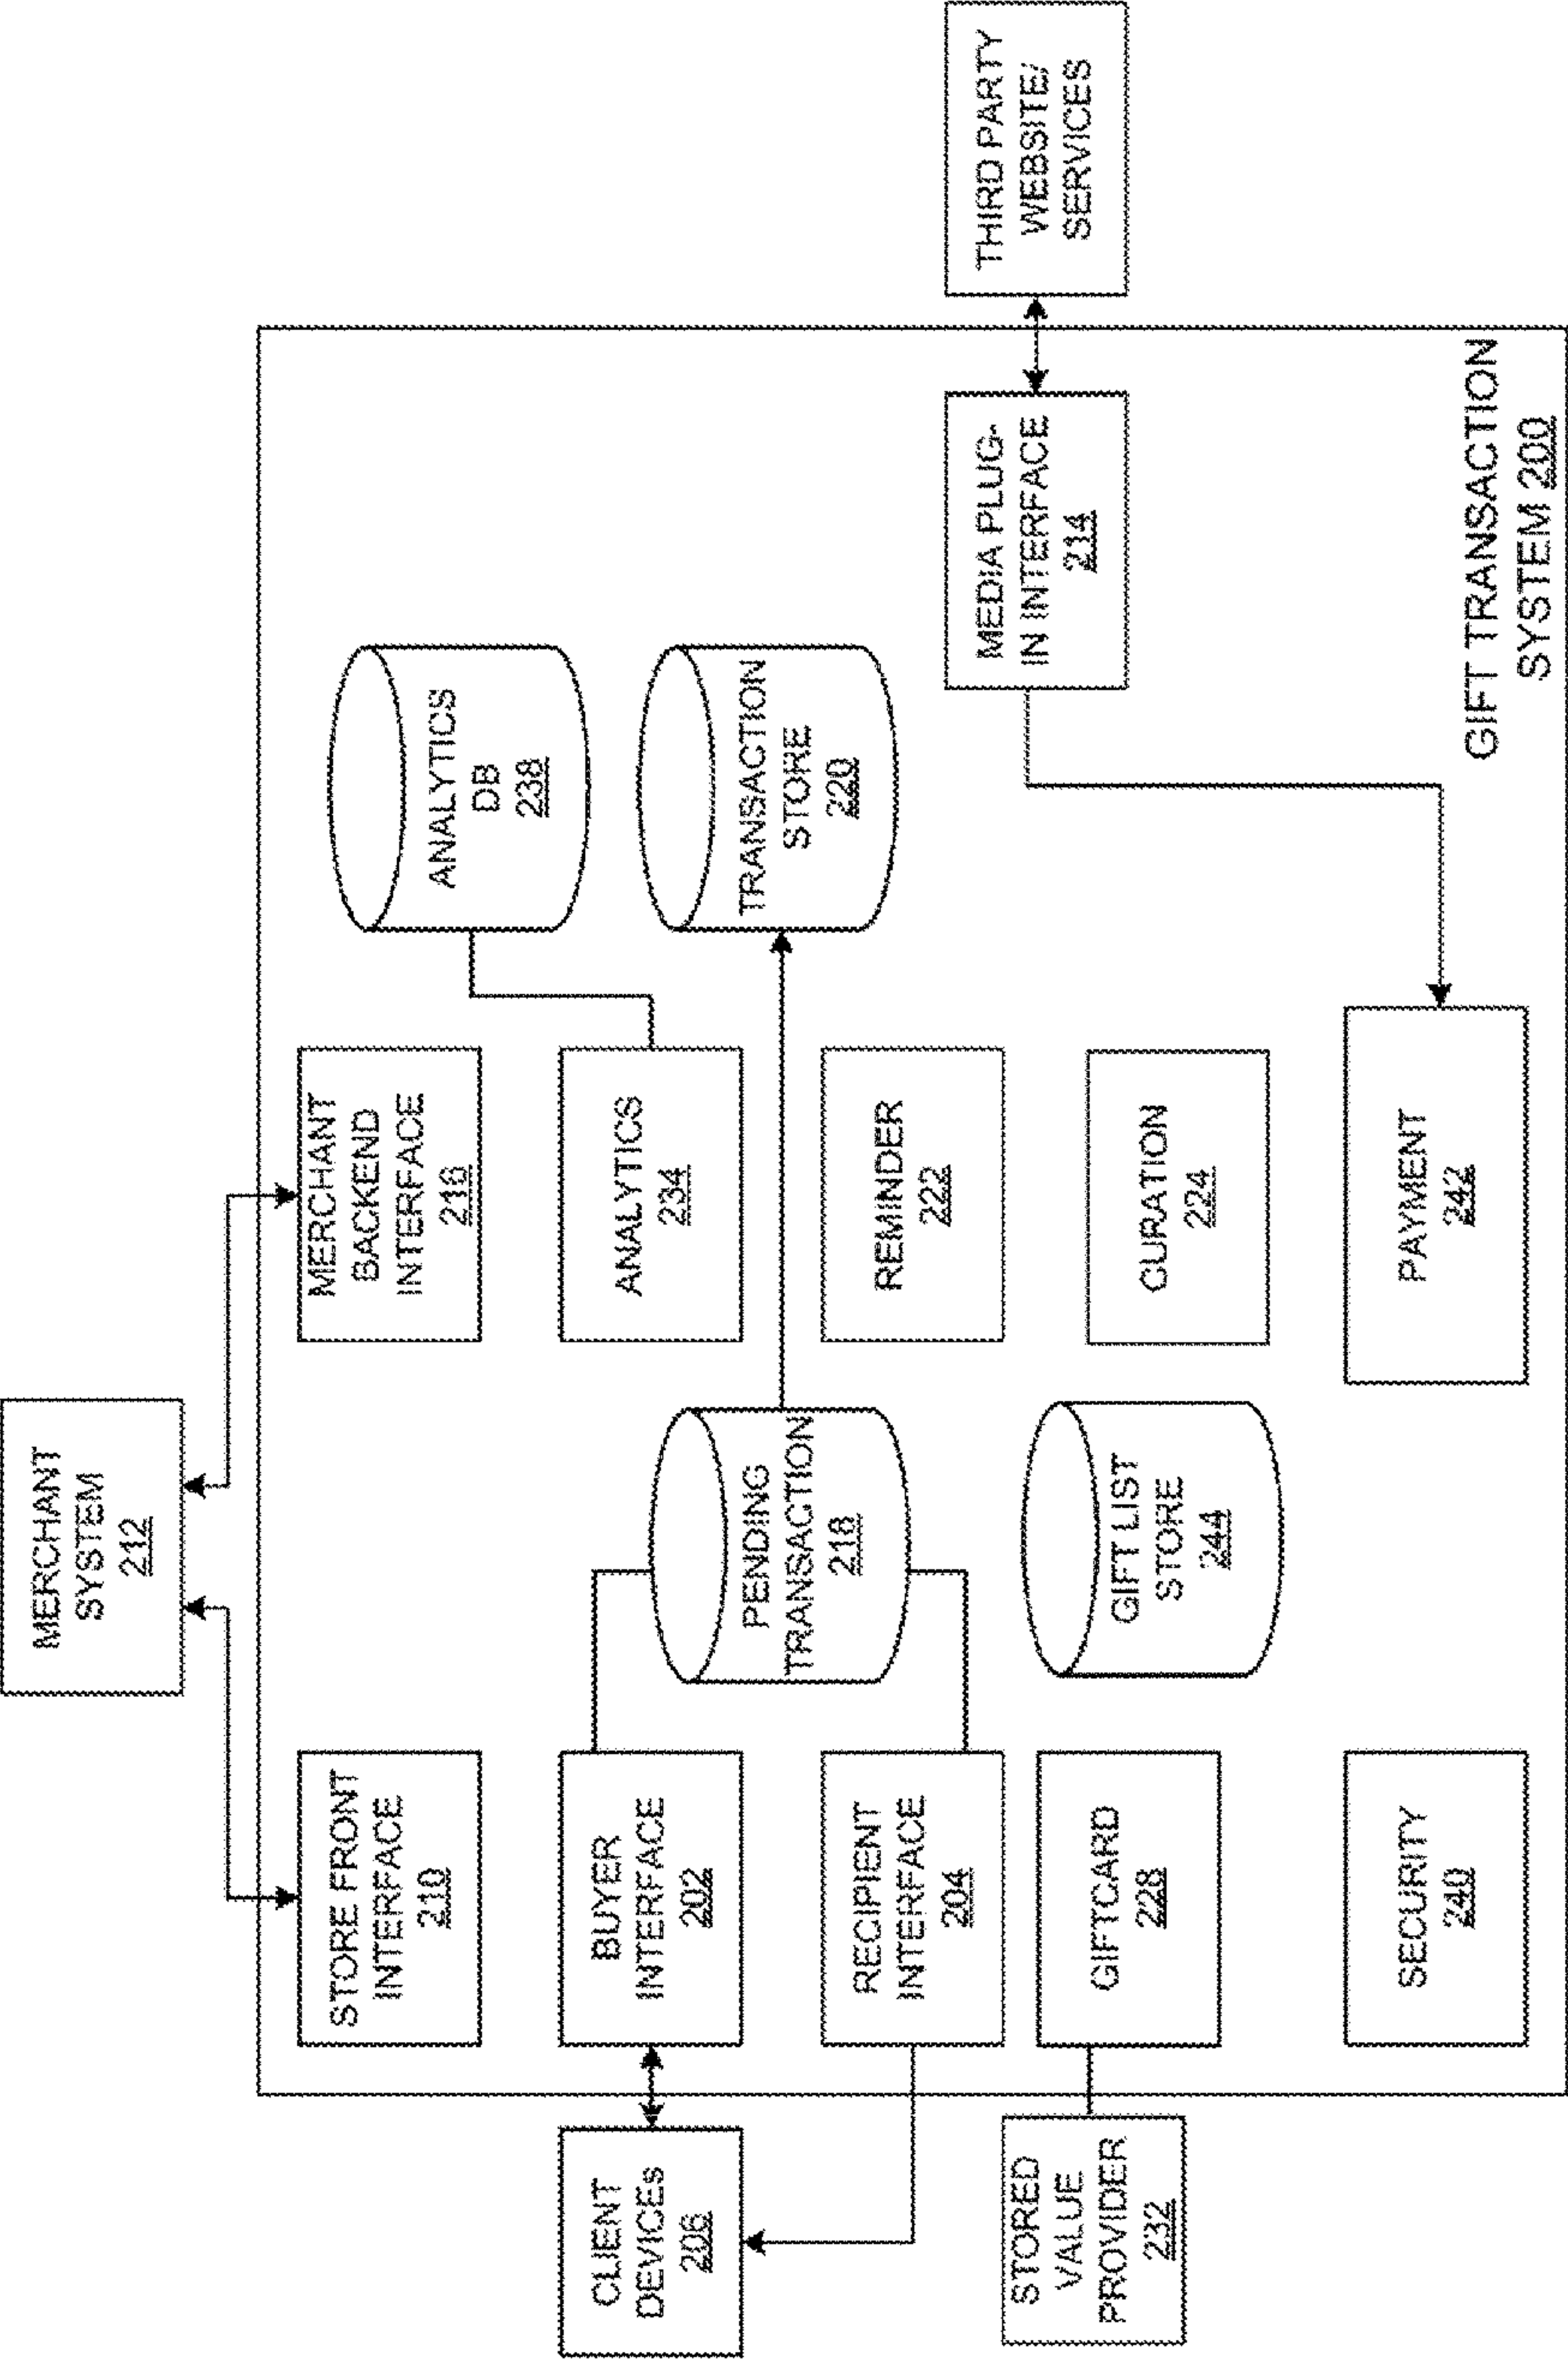 MERCHANT
SYSTEM
212
STORE FRONT
INTERFACE
210
MERCHANT
BACKEND
INTERFACE
216
ANALYTICS
DB
238
CLIENT
DEVICEs
206
BUYER
INTERFACE
202
PENDING
TRANSACTION
218
ANALYTICS
234
TRANSACTION
STORE
220
RECIPIENT
INTERFACE
204
REMINDER
222
STORED
VALUE
PROVIDER
232
GIFTCARD
228
GIFT LIST
STORE
244
CURATION
224
MEDIA PLUG-
IN INTERFACE
214
THIRD PARTY
WEBSITE/
SERVICES
SECURITY
240
PAYMENT
242
GIFT TRANSACTION
SYSTEM 200